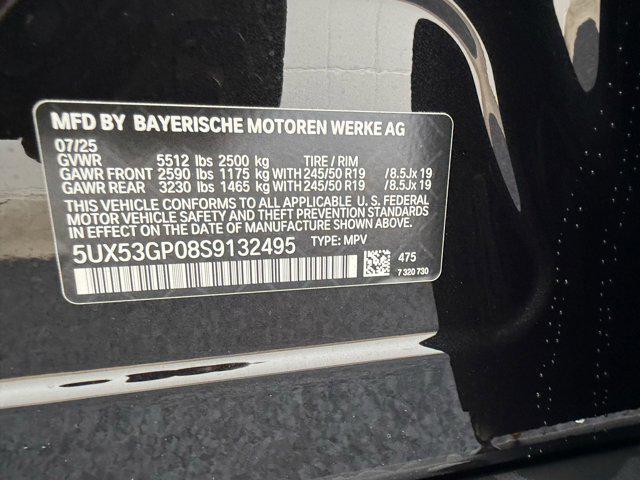 MFD BY BAYERISCHE MOTOREN WERKE AG
07/25
GVWR 5512 lbs 2500 kg TIRE / RIM
GAWR FRONT 2590 lbs 1175 kg WITH 245/50 R19 /8.5Jx19
GAWR REAR 3230 lbs 1465 kg WITH 245/50 R19 /8.5Jx19
THIS VEHICLE CONFORMS TO ALL APPLICABLE U.S. FEDERAL
MOTOR VEHICLE SAFETY AND THEFT PREVENTION STANDARDS
IN EFFECT ON THE DATE OF MANUFACTURE SHOWN ABOVE.
5UX53GP08S9132495 TYPE: MPV
475
7 320 730